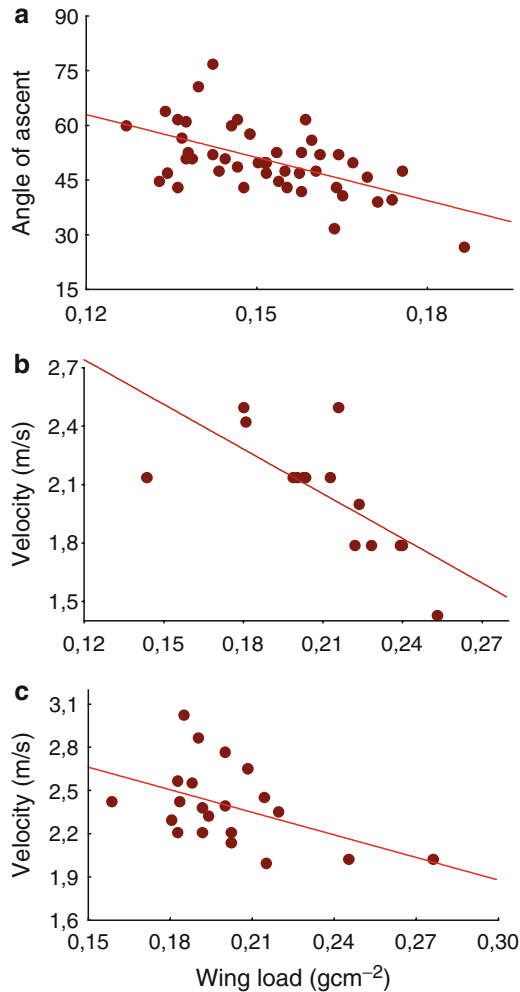 a
Angle of ascent
90
75
60
45
30
15
0,12 0,15 0,18
b
Velocity (m/s)
2,7
2,4
2,1
1,8
1,5
0,12 0,15 0,18 0,21 0,24 0,27
c
Velocity (m/s)
3,1
2,8
2,5
2,2
1,9
1,6
0,15 0,18 0,21 0,24 0,27 0,30
Wing load (gcm⁻²)